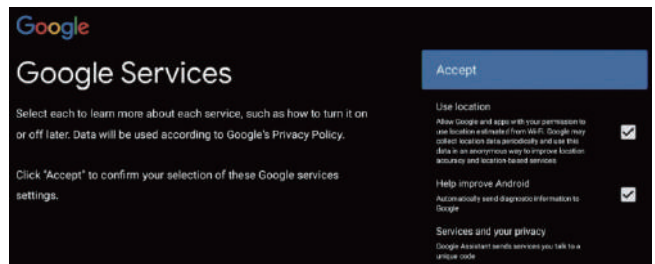 Google
Google Services
Select each to learn more about each service, such as how to turn it on
or off later. Data will be used according to Google's Privacy Policy.
Click "Accept" to confirm your selection of these Google services
settings.
Accept
Use location
Allow Google and apps with your permission to
use location estimated from Wi-Fi. Google may
collect location data periodically and use this
data in an anonymous way to improve location
accuracy and location-based services
Help improve Android
Automatically send diagnostic information to
Google
Services and your privacy
Google Assistant sends services you talk to a
unique code